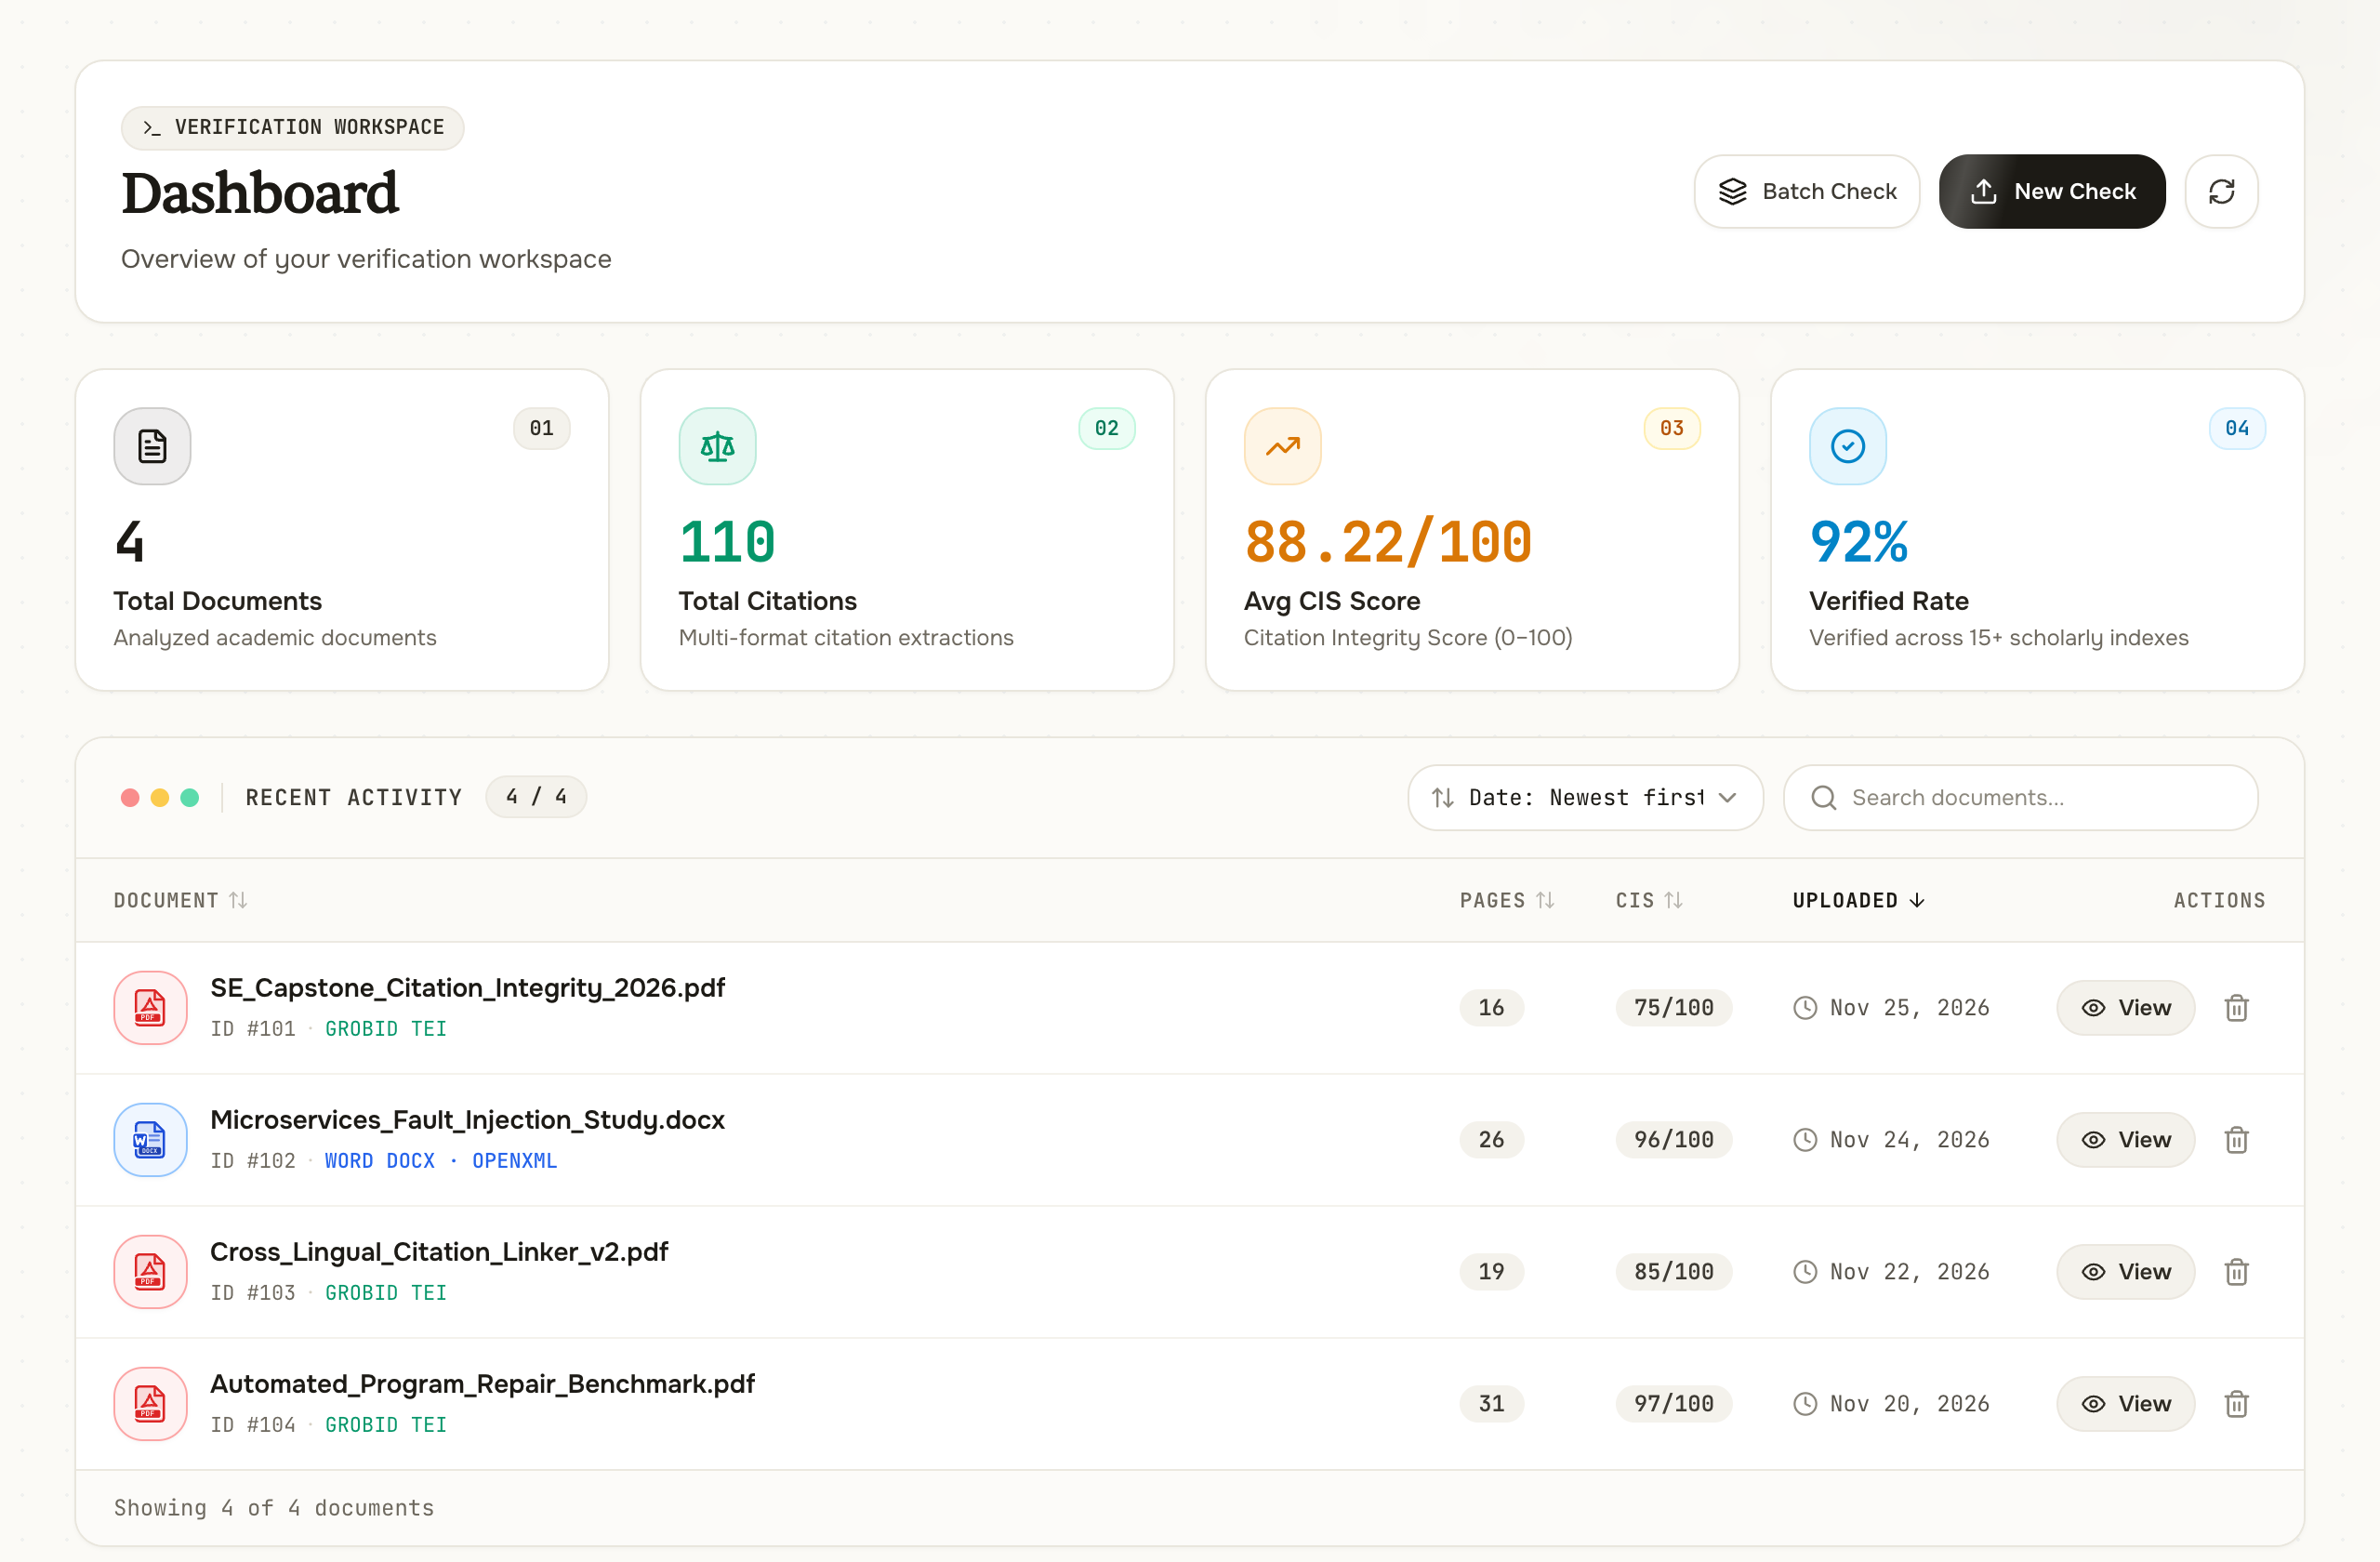 VERIFICATION WORKSPACE
Dashboard
Overview of your verification workspace
Batch Check
New Check
01
4
Total Documents
Analyzed academic documents
02
110
Total Citations
Multi-format citation extractions
03
88.22/100
Avg CIS Score
Citation Integrity Score (0–100)
04
92%
Verified Rate
Verified across 15+ scholarly indexes
RECENT ACTIVITY 4 / 4
Date: Newest first
Search documents...
DOCUMENT PAGES CIS UPLOADED ACTIONS
PDF
SE_Capstone_Citation_Integrity_2026.pdf
ID #101 · GROBID TEI
16 75/100 Nov 25, 2026 View
W DOCX
Microservices_Fault_Injection_Study.docx
ID #102 · WORD DOCX · OPENXML
26 96/100 Nov 24, 2026 View
PDF
Cross_Lingual_Citation_Linker_v2.pdf
ID #103 · GROBID TEI
19 85/100 Nov 22, 2026 View
PDF
Automated_Program_Repair_Benchmark.pdf
ID #104 · GROBID TEI
31 97/100 Nov 20, 2026 View
Showing 4 of 4 documents